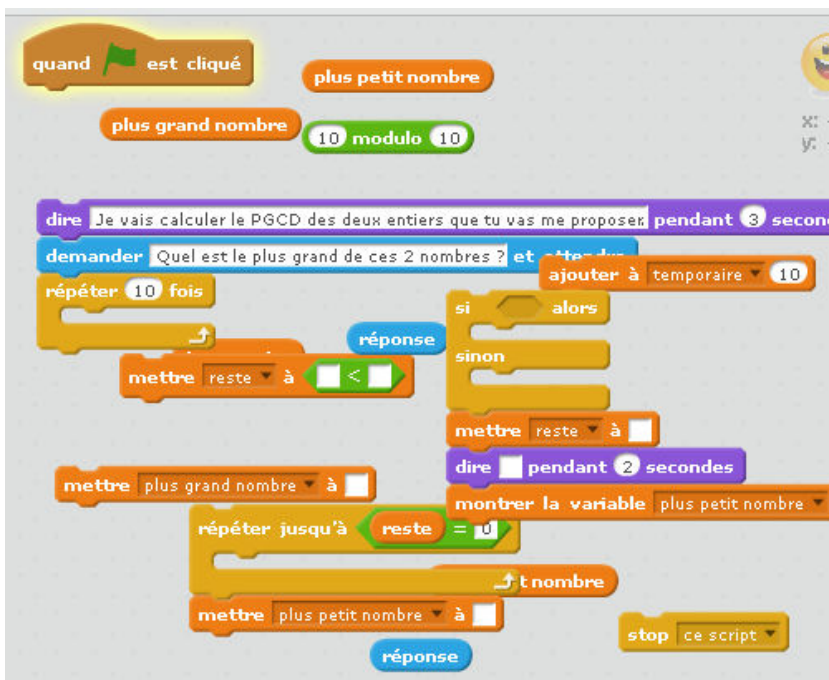 quand est cliqué
plus petit nombre
plus grand nombre
10 modulo 10
x:
y:
dire Je vais calculer le PGCD des deux entiers que tu vas me proposer. pendant 3 secon
demander Quel est le plus grand de ces 2 nombres ? et attendre
ajouter à temporaire 10
répéter 10 fois
si alors
réponse
sinon
mettre reste à <
mettre reste à
dire pendant 2 secondes
mettre plus grand nombre à
montrer la variable plus petit nombre
répéter jusqu'à reste = 0
t nombre
mettre plus petit nombre à
stop ce script
réponse